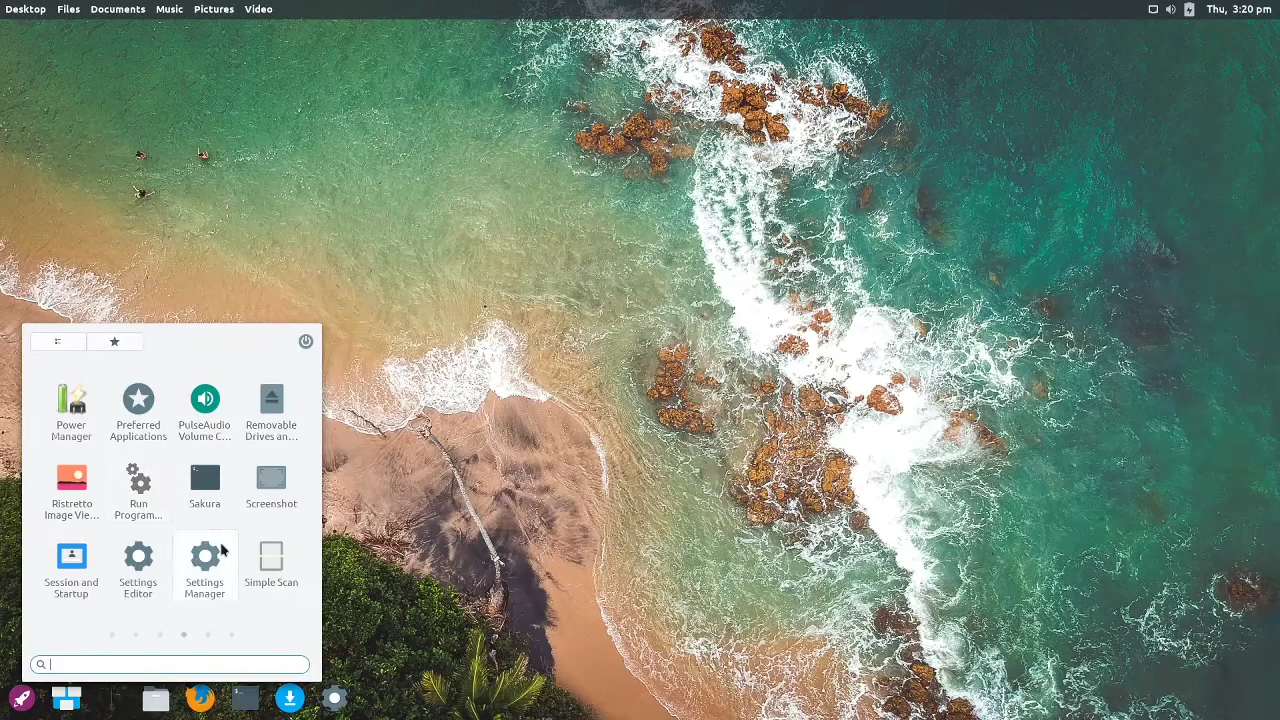 Desktop Files Documents Music Pictures Video Thu, 3:20 pm
Power Manager
Preferred Applications
PulseAudio Volume C...
Removable Drives an...
Ristretto Image Vie...
Run Program...
Sakura
Screenshot
Session and Startup
Settings Editor
Settings Manager
Simple Scan